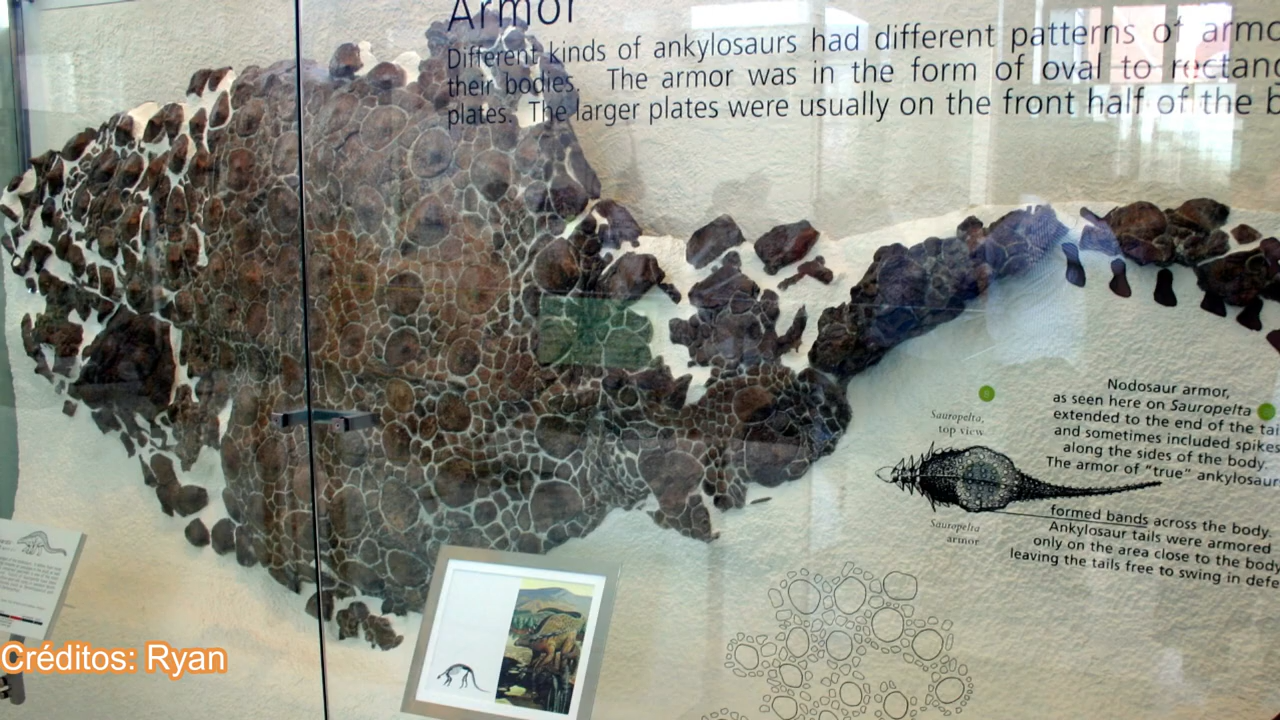 Armor
Different kinds of ankylosaurs had different patterns of armo
their bodies. The armor was in the form of oval to rectang
plates. The larger plates were usually on the front half of the b
Nodosaur armor,
as seen here on Sauropelta
extended to the end of the tai
and sometimes included spikes
along the sides of the body.
The armor of "true" ankylosaur
formed bands across the body.
Ankylosaur tails were armored
only on the area close to the body
leaving the tails free to swing in defe
Sauropelta,
top view
Sauropelta
armor
Créditos: Ryan